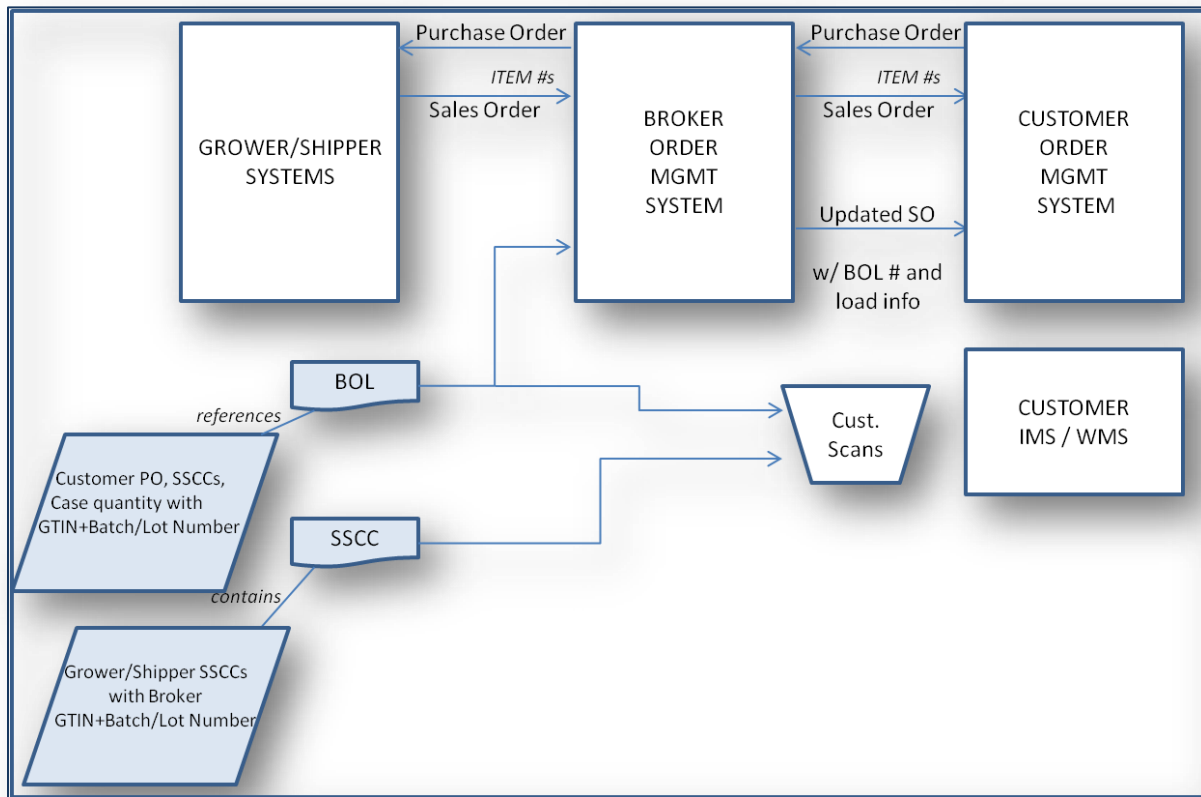 Purchase Order
Purchase Order
ITEM #s
ITEM #s
Sales Order
Sales Order
GROWER/SHIPPER
SYSTEMS
BROKER
ORDER
MGMT
SYSTEM
CUSTOMER
ORDER
MGMT
SYSTEM
Updated SO
w/ BOL # and
load info
BOL
references
Cust.
Scans
CUSTOMER
IMS / WMS
Customer PO, SSCCs,
Case quantity with
GTIN+Batch/Lot Number
SSCC
contains
Grower/Shipper SSCCs
with Broker
GTIN+Batch/Lot Number